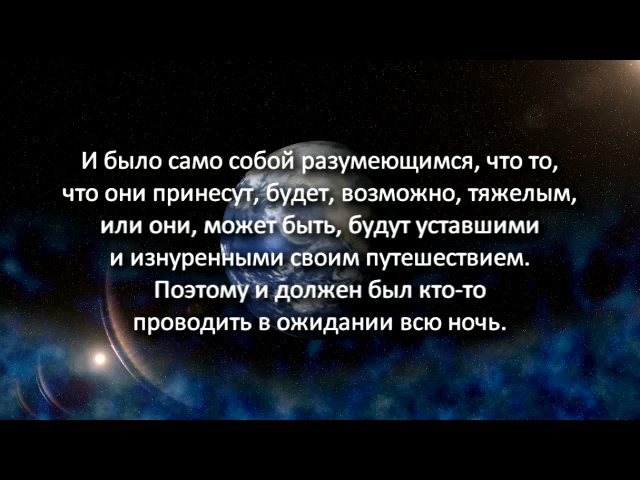 И было само собой разумеющимся, что то,
что они принесут, будет, возможно, тяжелым,
или они, может быть, будут уставшими
и изнуренными своим путешествием.
Поэтому и должен был кто-то
проводить в ожидании всю ночь.